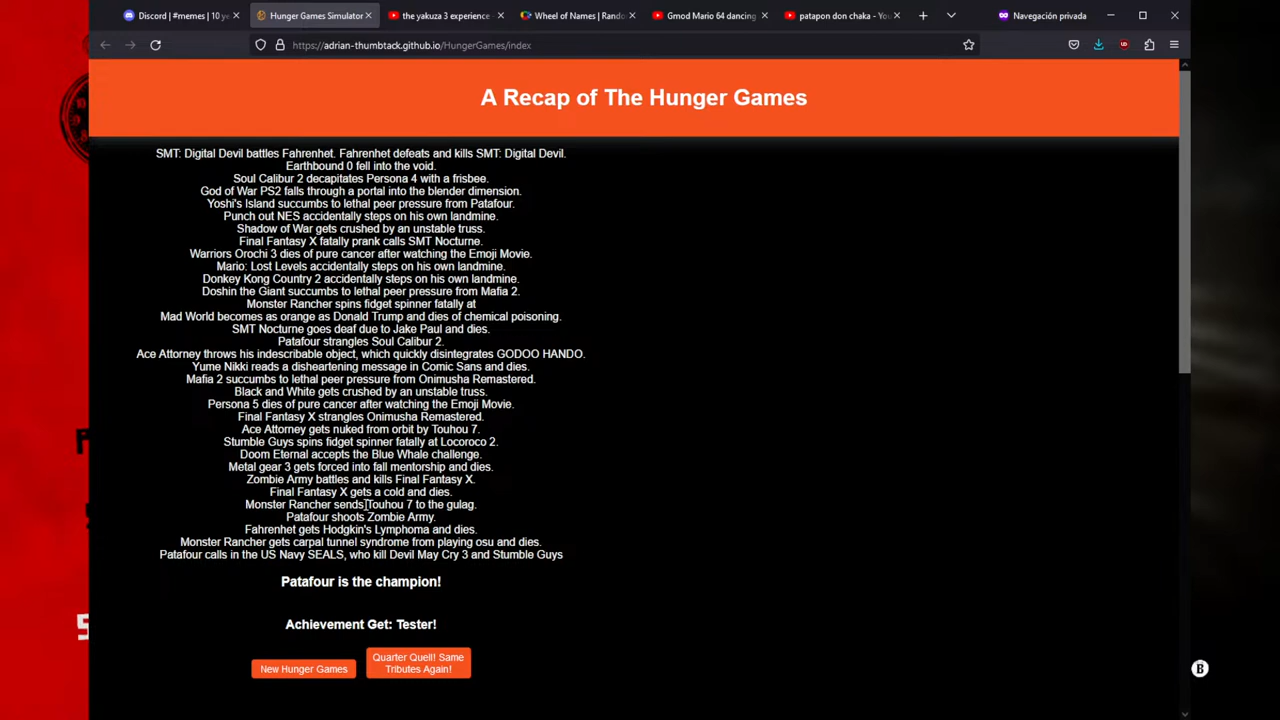 Discord | #memes | 10 ye
Hunger Games Simulator
the yakuza 3 experience -
Wheel of Names | Rando
Gmod Mario 64 dancing
patapon don chaka - You
Navegación privada
https://adrian-thumbtack.github.io/HungerGames/index
A Recap of The Hunger Games
SMT: Digital Devil battles Fahrenhet. Fahrenhet defeats and kills SMT: Digital Devil.
Earthbound 0 fell into the void.
Soul Calibur 2 decapitates Persona 4 with a frisbee.
God of War PS2 falls through a portal into the blender dimension.
Yoshi's Island succumbs to lethal peer pressure from Patafour.
Punch out NES accidentally steps on his own landmine.
Shadow of War gets crushed by an unstable truss.
Final Fantasy X fatally prank calls SMT Nocturne.
Warriors Orochi 3 dies of pure cancer after watching the Emoji Movie.
Mario: Lost Levels accidentally steps on his own landmine.
Donkey Kong Country 2 accidentally steps on his own landmine.
Doshin the Giant succumbs to lethal peer pressure from Mafia 2.
Monster Rancher spins fidget spinner fatally at
Mad World becomes as orange as Donald Trump and dies of chemical poisoning.
SMT Nocturne goes deaf due to Jake Paul and dies.
Patafour strangles Soul Calibur 2.
Ace Attorney throws his indescribable object, which quickly disintegrates GODOO HANDO.
Yume Nikki reads a disheartening message in Comic Sans and dies.
Mafia 2 succumbs to lethal peer pressure from Onimusha Remastered.
Black and White gets crushed by an unstable truss.
Persona 5 dies of pure cancer after watching the Emoji Movie.
Final Fantasy X strangles Onimusha Remastered.
Ace Attorney gets nuked from orbit by Touhou 7.
Stumble Guys spins fidget spinner fatally at Locoroco 2.
Doom Eternal accepts the Blue Whale challenge.
Metal gear 3 gets forced into fall mentorship and dies.
Zombie Army battles and kills Final Fantasy X.
Final Fantasy X gets a cold and dies.
Monster Rancher sends Touhou 7 to the gulag.
Patafour shoots Zombie Army.
Fahrenhet gets Hodgkin's Lymphoma and dies.
Monster Rancher gets carpal tunnel syndrome from playing osu and dies.
Patafour calls in the US Navy SEALS, who kill Devil May Cry 3 and Stumble Guys
Patafour is the champion!
Achievement Get: Tester!
New Hunger Games
Quarter Quell! Same
Tributes Again!
B